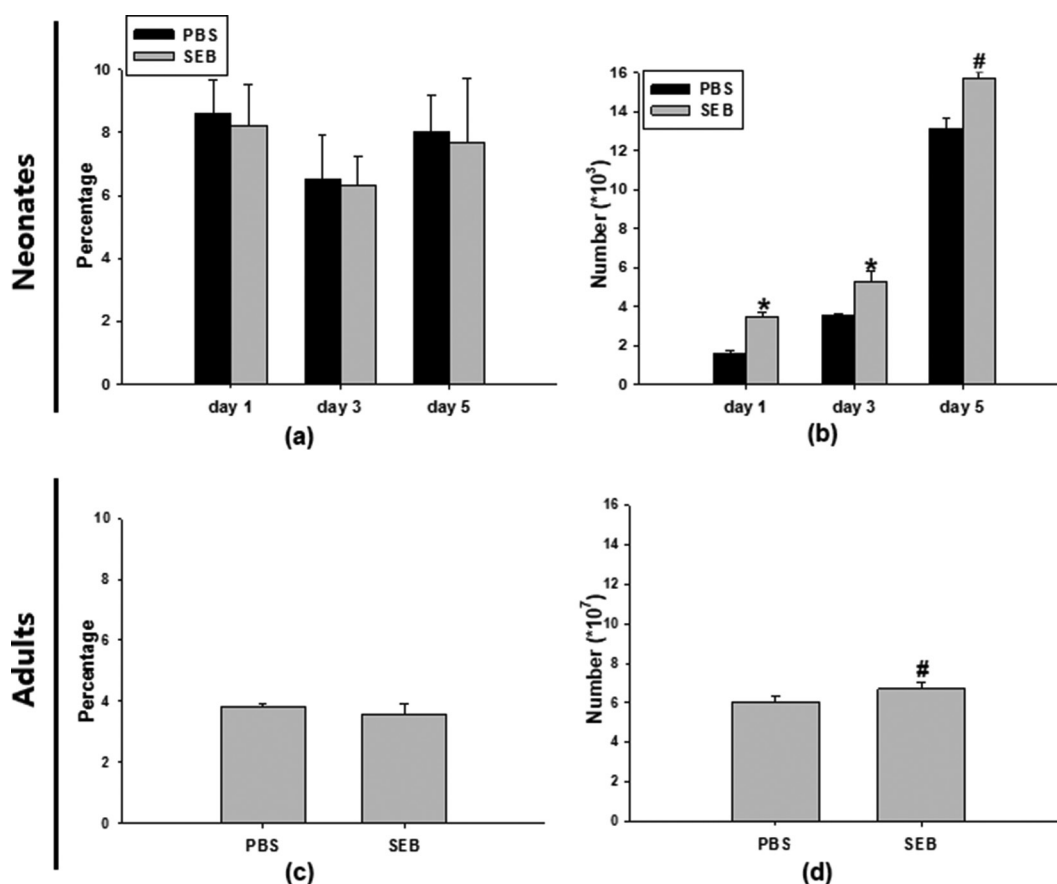 Neonates
PBS
SEB
Percentage
10
8
6
4
2
0
day 1
day 3
day 5
(a)
PBS
SEB
Number (*10³)
16
14
12
10
8
6
4
2
0
*
*
#
day 1
day 3
day 5
(b)
Adults
Percentage
10
8
6
4
2
0
PBS
SEB
(c)
Number (*10⁷)
16
14
12
10
8
6
4
2
0
#
PBS
SEB
(d)